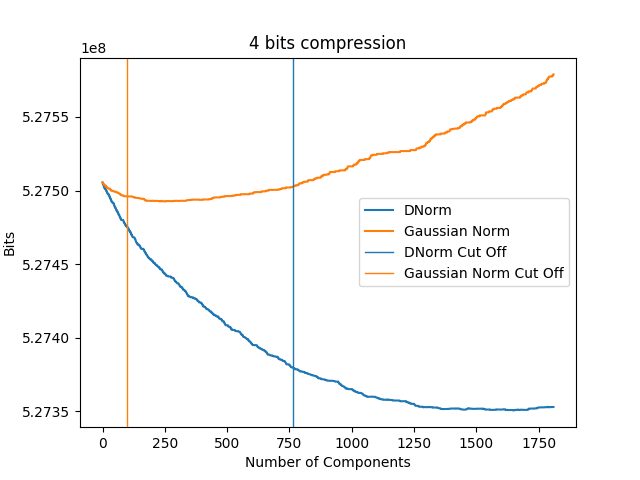 4 bits compression
1e8
5.2755
5.2750
5.2745
5.2740
5.2735
Bits
DNorm
Gaussian Norm
DNorm Cut Off
Gaussian Norm Cut Off
0 250 500 750 1000 1250 1500 1750
Number of Components